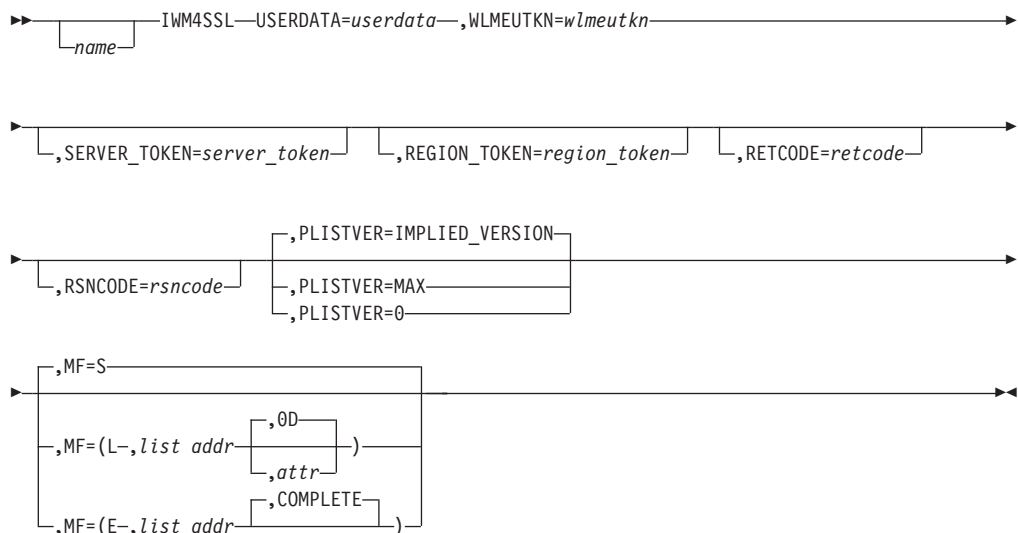 IWM4SSL USERDATA=userdata ,WLMEUTKN=wlmeutkn
name
,SERVER_TOKEN=server_token ,REGION_TOKEN=region_token ,RETCODE=retcode
,PLISTVER=IMPLIED_VERSION
,RSNCODE=rsncode ,PLISTVER=MAX
,PLISTVER=0
,MF=S
,0D
,MF=(L ,list addr )
,attr
,COMPLETE
,MF=(E ,list addr )